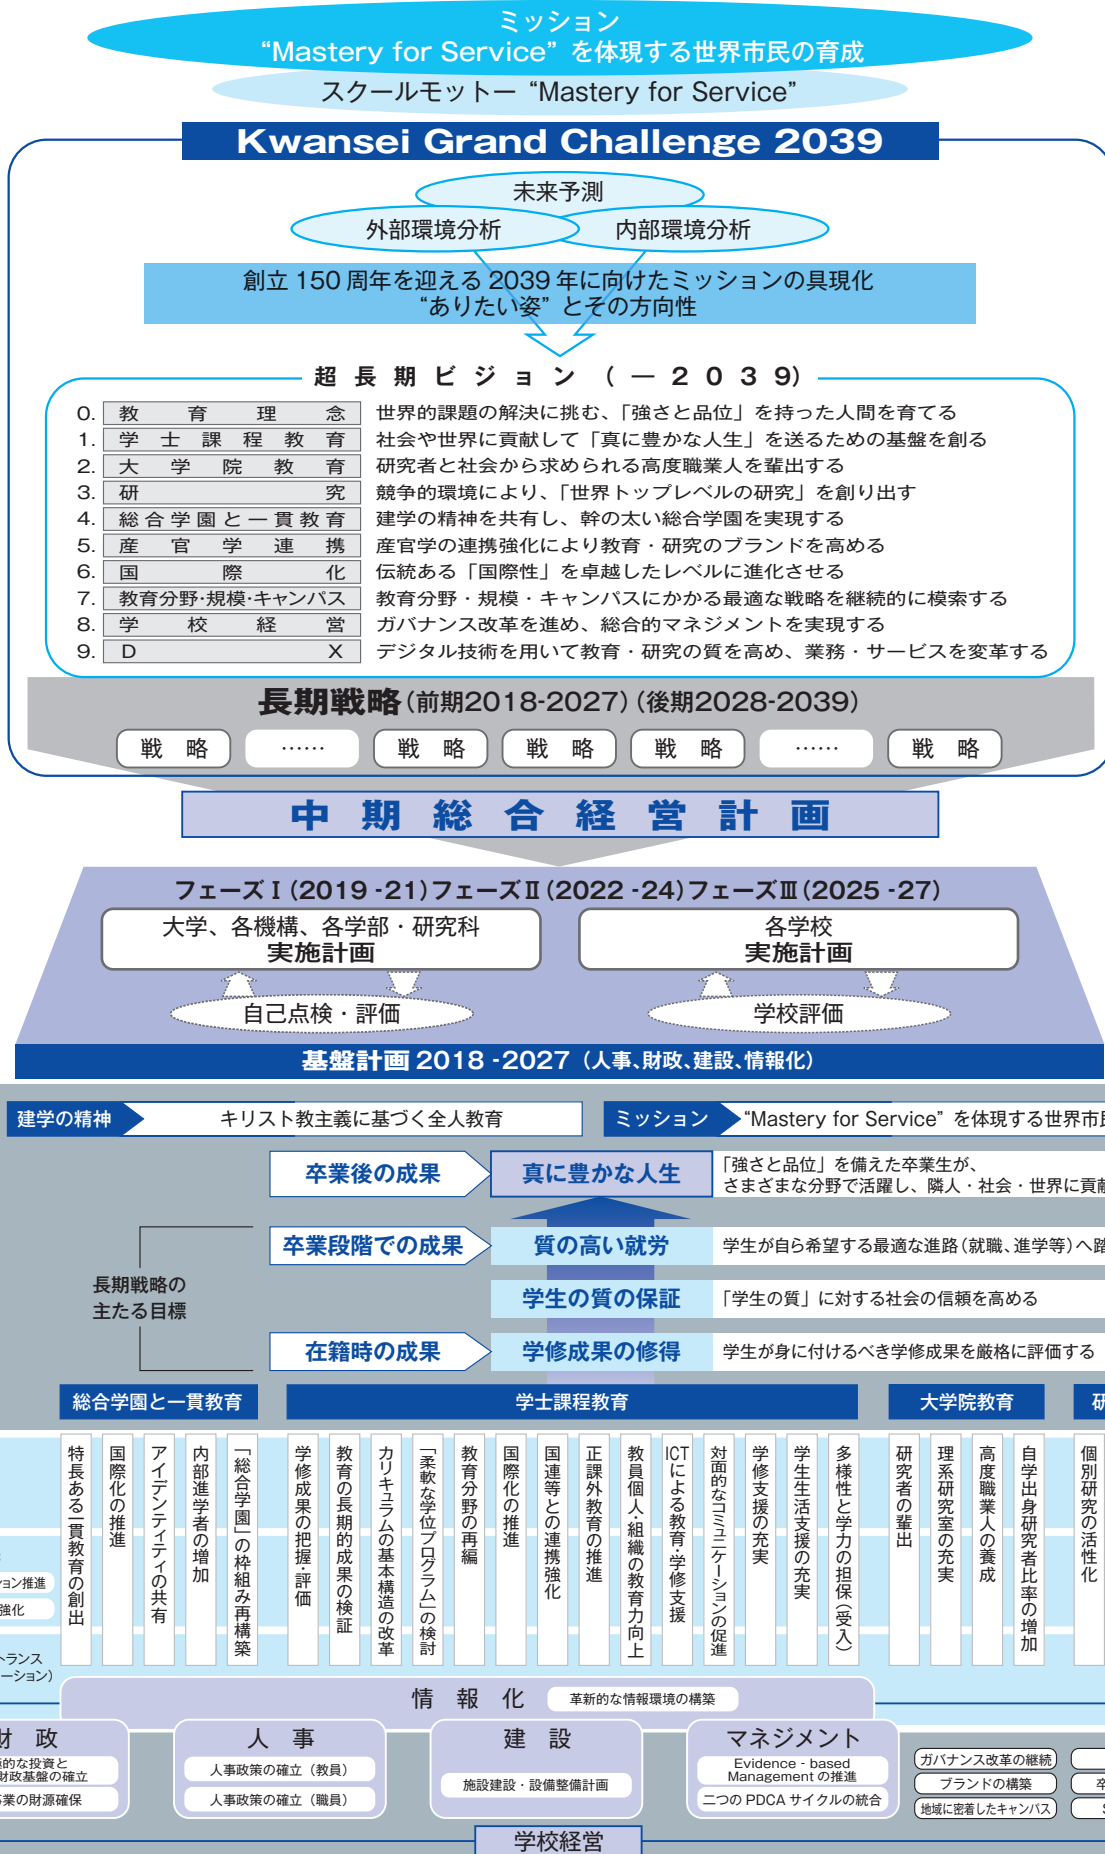 ミッション
“Mastery for Service” を体現する世界市民の育成
スクールモットー “Mastery for Service”
Kwansei Grand Challenge 2039
未来予測
外部環境分析
内部環境分析
創立 150 周年を迎える 2039 年に向けたミッションの具現化
“ありたい姿” とその方向性
超長期ビジョン(―2039)
0. 教育理念 世界的課題の解決に挑む、「強さと品位」を持った人間を育てる
1. 学士課程教育 社会や世界に貢献して「真に豊かな人生」を送るための基盤を創る
2. 大学院教育 研究者と社会から求められる高度職業人を輩出する
3. 研究 競争的環境により、「世界トップレベルの研究」を創り出す
4. 総合学園と一貫教育 建学の精神を共有し、幹の太い総合学園を実現する
5. 産官学連携 産官学の連携強化により教育・研究のブランドを高める
6. 国際化 伝統ある「国際性」を卓越したレベルに進化させる
7. 教育分野･規模･キャンパス 教育分野・規模・キャンパスにかかる最適な戦略を継続的に模索する
8. 学校経営 ガバナンス改革を進め、総合的マネジメントを実現する
9. DX デジタル技術を用いて教育・研究の質を高め、業務・サービスを変革する
長期戦略(前期2018-2027)(後期2028-2039)
戦略 …… 戦略 戦略 戦略 …… 戦略
中期総合経営計画
フェーズⅠ(2019 -21)フェーズⅡ(2022 -24)フェーズⅢ(2025 -27)
大学、各機構、各学部・研究科
実施計画
各学校
実施計画
自己点検・評価
学校評価
基盤計画 2018 -2027（人事､財政､建設､情報化）
建学の精神 キリスト教主義に基づく全人教育
ミッション “Mastery for Service” を体現する世界市
卒業後の成果 真に豊かな人生
「強さと品位」を備えた卒業生が、
さまざまな分野で活躍し、隣人・社会・世界に貢献
卒業段階での成果 質の高い就労 学生が自ら希望する最適な進路(就職、進学等)へ
長期戦略の
主たる目標
学生の質の保証 「学生の質」に対する社会の信頼を高める
在籍時の成果 学修成果の修得 学生が身に付けるべき学修成果を厳格に評価する
総合学園と一貫教育
学士課程教育
大学院教育
研
特長ある一貫教育の創出
国際化の推進
アイデンティティの共有
内部進学者の増加
「総合学園」の枠組み再構築
学修成果の把握･評価
教育の長期的成果の検証
カリキュラムの基本構造の改革
「柔軟な学位プログラム」の検討
教育分野の再編
国際化の推進
国連等との連携強化
正課外教育の推進
教員個人･組織の教育力向上
ICTによる教育･学修支援
対面的なコミュニケーションの促進
学修支援の充実
学生生活支援の充実
多様性と学力の担保(受入)
研究者の輩出
理系研究室の充実
高度職業人の養成
自学出身研究者比率の増加
個別研究の活性化
ション推進
強化
トランス
ーション)
情報化 革新的な情報環境の構築
財政
的な投資と
財政基盤の確立
業の財源確保
人事
人事政策の確立（教員）
人事政策の確立（職員）
建設
施設建設・設備整備計画
マネジメント
Evidence - based
Management の推進
二つの PDCA サイクルの統合
ガバナンス改革の継続
ブランドの構築
地域に密着したキャンパス
学校経営